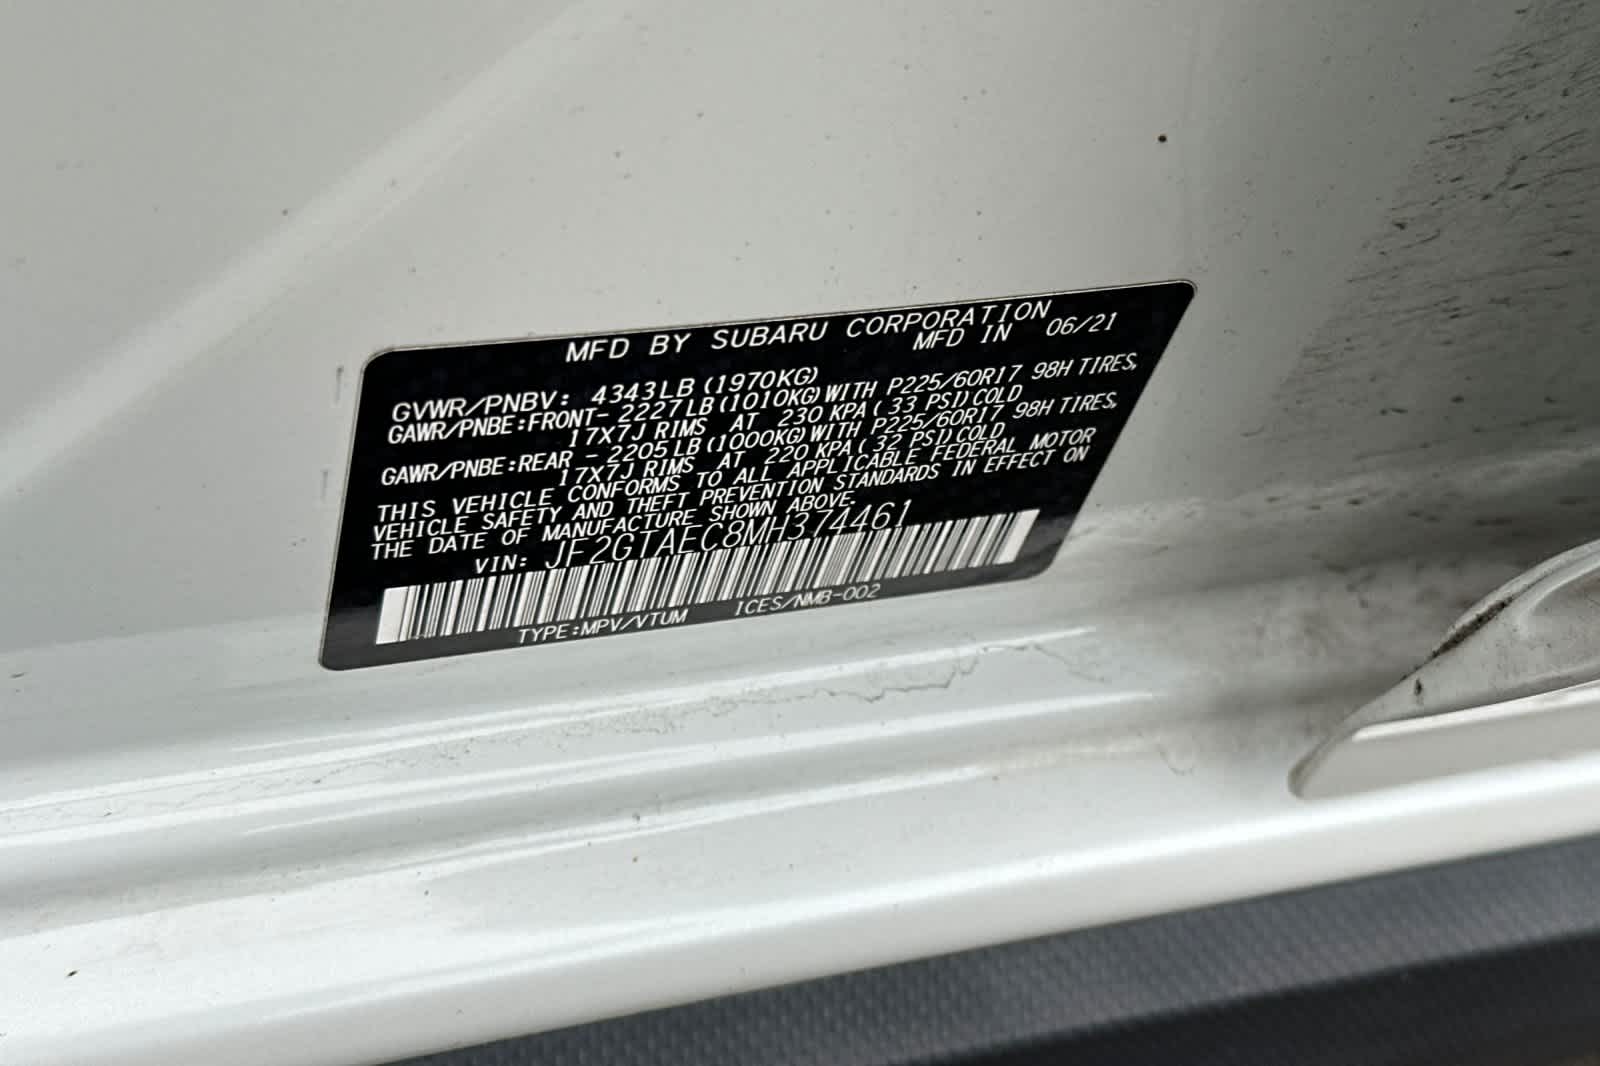 MFD BY SUBARU CORPORATION
MFD IN 06/21
GVWR/PNBV: 4343LB(1970KG)
GAWR/PNBE:FRONT- 2227LB(1010KG)WITH P225/60R17 98H TIRES,
17X7J RIMS AT 230 KPA( 33 PSI)COLD
GAWR/PNBE:REAR - 2205LB(1000KG)WITH P225/60R17 98H TIRES,
17X7J RIMS AT 220 KPA( 32 PSI)COLD
THIS VEHICLE CONFORMS TO ALL APPLICABLE FEDERAL MOTOR
VEHICLE SAFETY AND THEFT PREVENTION STANDARDS IN EFFECT ON
THE DATE OF MANUFACTURE SHOWN ABOVE.
VIN: JF2GTAEC8MH374461
TYPE:MPV/VTUM ICES/NMB-002